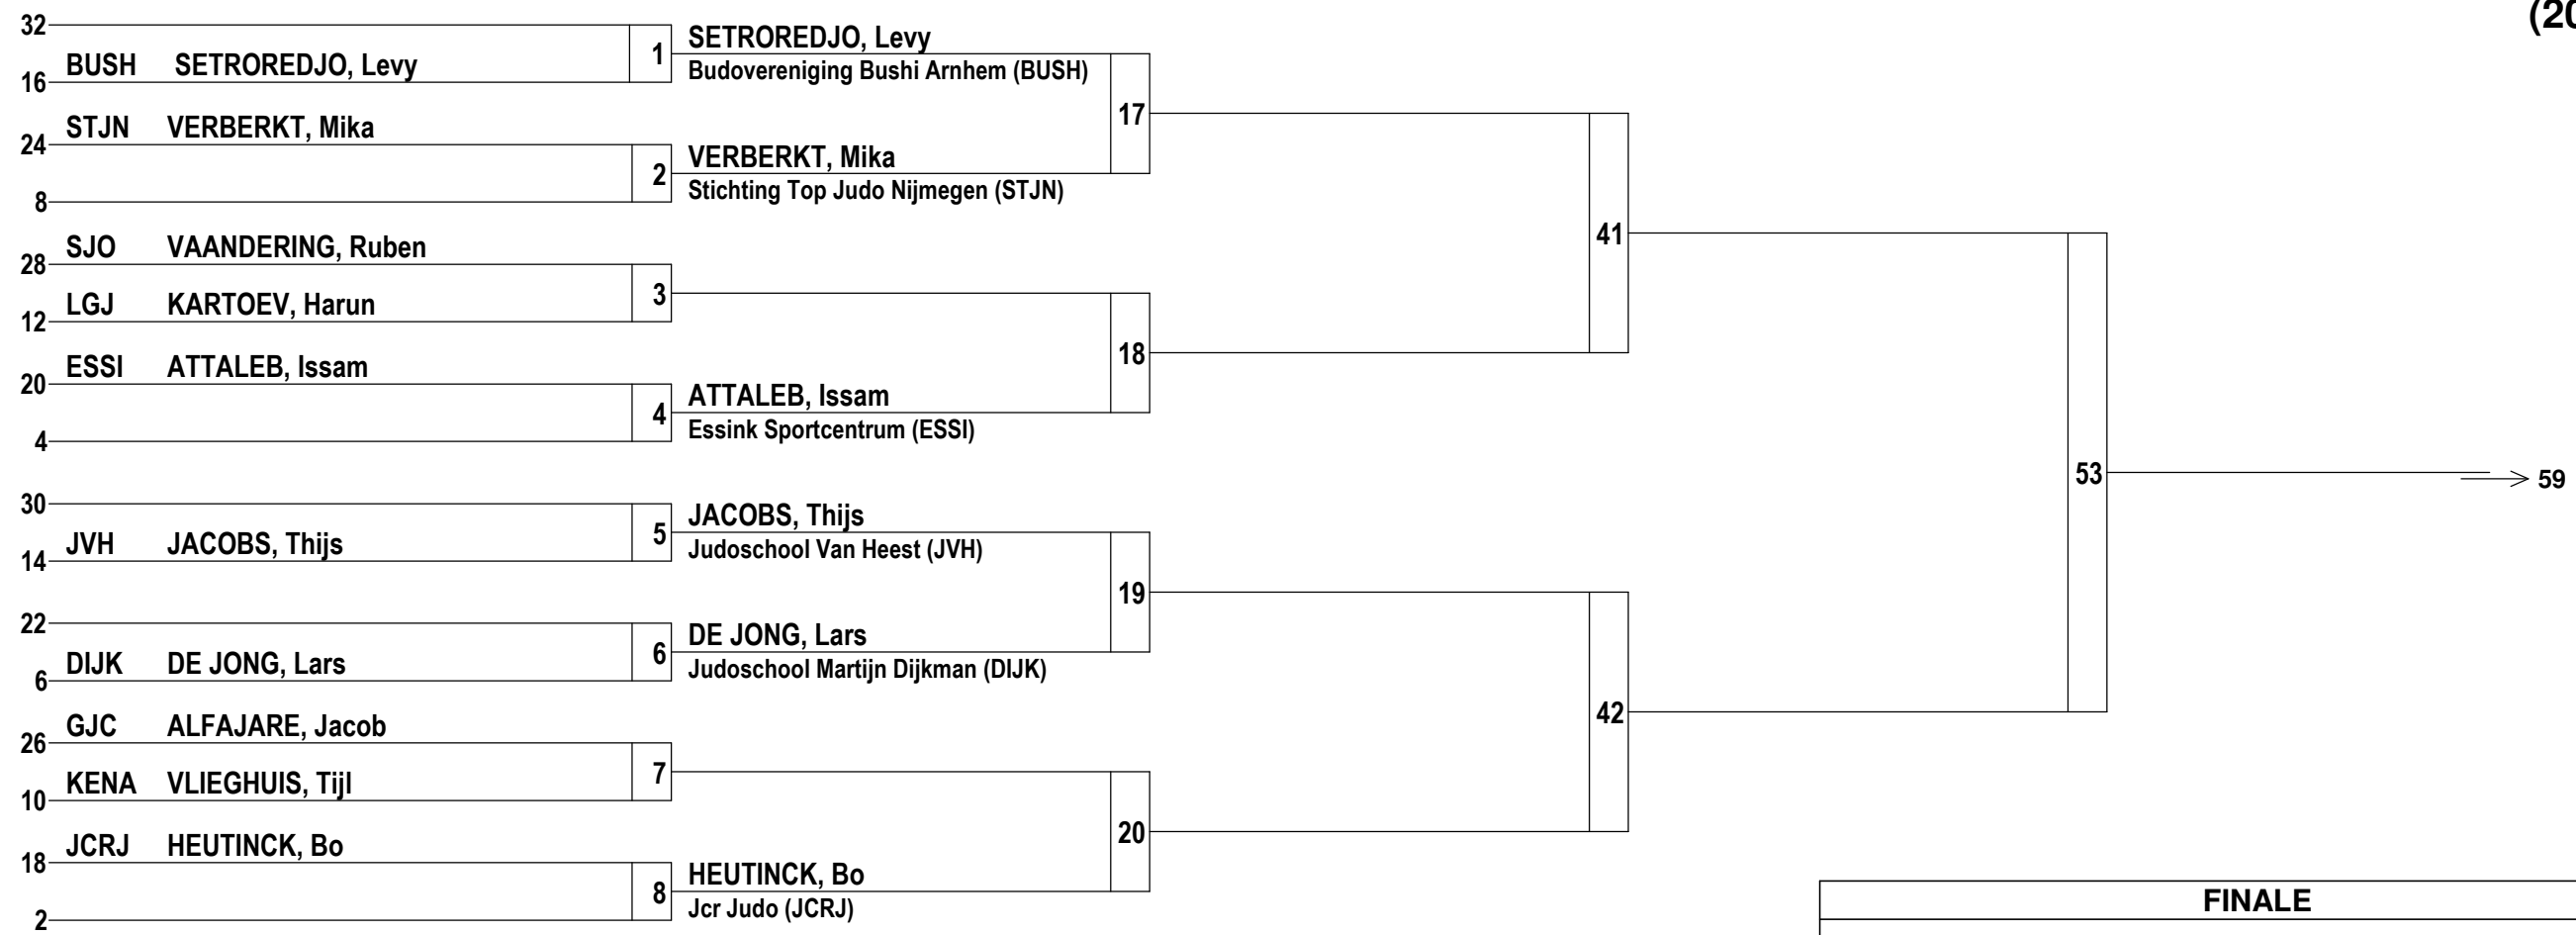 (20
32
BUSH SETROREDJO, Levy
16
1
SETROREDJO, Levy
Budovereniging Bushi Arnhem (BUSH)
17
STJN VERBERKT, Mika
24
8
2
VERBERKT, Mika
Stichting Top Judo Nijmegen (STJN)
41
SJO VAANDERING, Ruben
28
LGJ KARTOEV, Harun
12
3
18
ESSI ATTALEB, Issam
20
4
4
ATTALEB, Issam
Essink Sportcentrum (ESSI)
53
59
30
JVH JACOBS, Thijs
14
5
JACOBS, Thijs
Judoschool Van Heest (JVH)
19
22
DIJK DE JONG, Lars
6
6
DE JONG, Lars
Judoschool Martijn Dijkman (DIJK)
42
GJC ALFAJARE, Jacob
26
KENA VLIEGHUIS, Tijl
10
7
20
JCRJ HEUTINCK, Bo
18
2
8
HEUTINCK, Bo
Jcr Judo (JCRJ)
FINALE